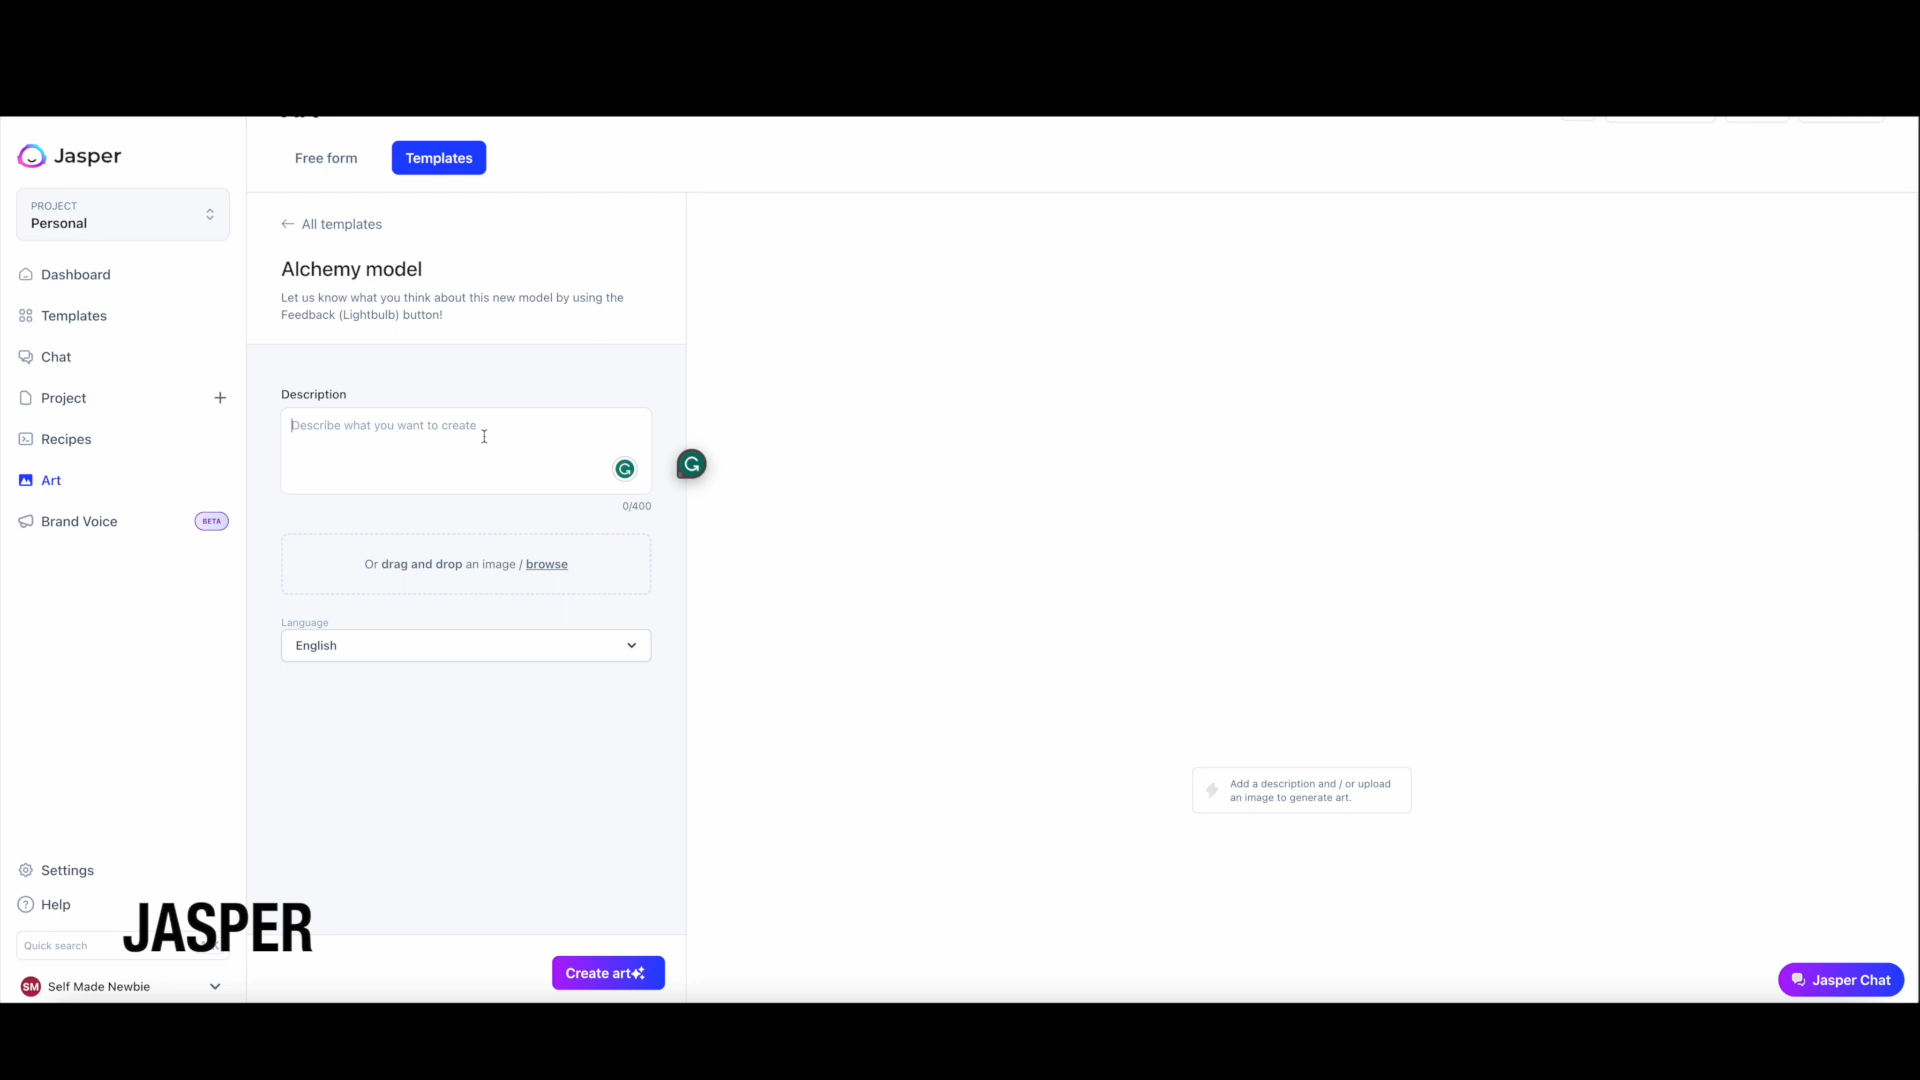 Jasper
PROJECT
Personal
Dashboard
Templates
Chat
Project
Recipes
Art
Brand Voice
BETA
Settings
Help
Quick search
JASPER
SM
Self Made Newbie
Free form
Templates
All templates
Alchemy model
Let us know what you think about this new model by using the
Feedback (Lightbulb) button!
Description
Describe what you want to create
0/400
Or drag and drop an image / browse
Language
English
Create art
Add a description and / or upload
an image to generate art.
Jasper Chat